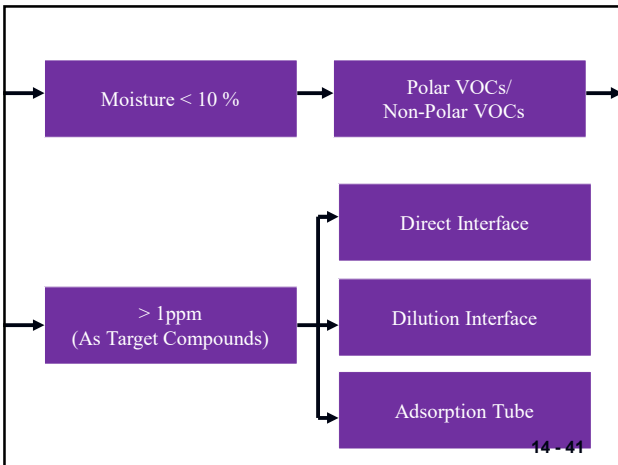 Moisture < 10 %
Polar VOCs/
Non-Polar VOCs
Direct Interface
> 1ppm
(As Target Compounds)
Dilution Interface
Adsorption Tube
14 - 41